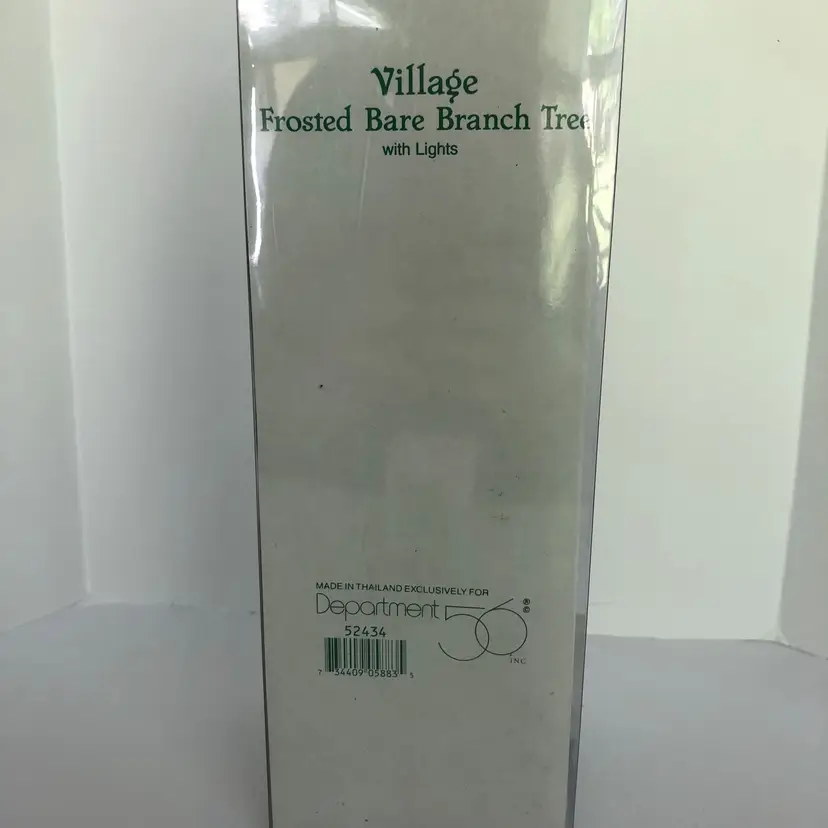 Village
Frosted Bare Branch Tree
with Lights
MADE IN THAILAND EXCLUSIVELY FOR
Department 56 ® ©
INC
52434
7 34409 05883 5